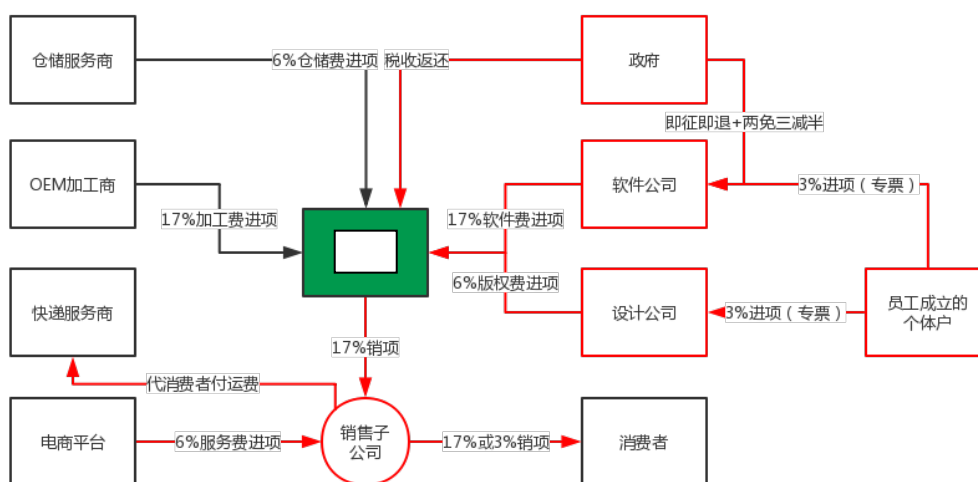 仓储服务商
6%仓储费进项
税收返还
政府
即征即退+两免三减半
OEM加工商
17%加工费进项
17%软件费进项
软件公司
3%进项（专票）
6%版权费进项
快递服务商
设计公司
3%进项（专票）
员工成立的
个体户
17%销项
代消费者付运费
电商平台
6%服务费进项
销售子
公司
17%或3%销项
消费者